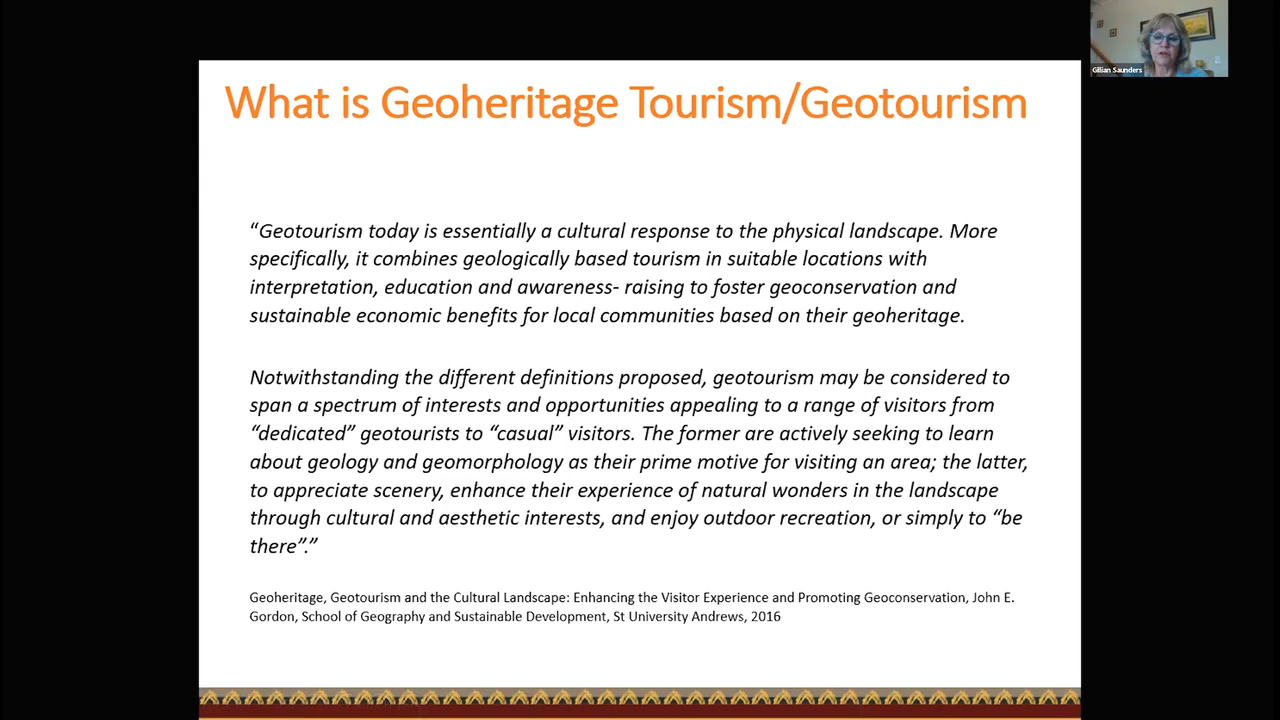 Gillian Saunders
What is Geoheritage Tourism/Geotourism
“Geotourism today is essentially a cultural response to the physical landscape. More
specifically, it combines geologically based tourism in suitable locations with
interpretation, education and awareness- raising to foster geoconservation and
sustainable economic benefits for local communities based on their geoheritage.
Notwithstanding the different definitions proposed, geotourism may be considered to
span a spectrum of interests and opportunities appealing to a range of visitors from
“dedicated” geotourists to “casual” visitors. The former are actively seeking to learn
about geology and geomorphology as their prime motive for visiting an area; the latter,
to appreciate scenery, enhance their experience of natural wonders in the landscape
through cultural and aesthetic interests, and enjoy outdoor recreation, or simply to “be
there”.”
Geoheritage, Geotourism and the Cultural Landscape: Enhancing the Visitor Experience and Promoting Geoconservation, John E.
Gordon, School of Geography and Sustainable Development, St University Andrews, 2016